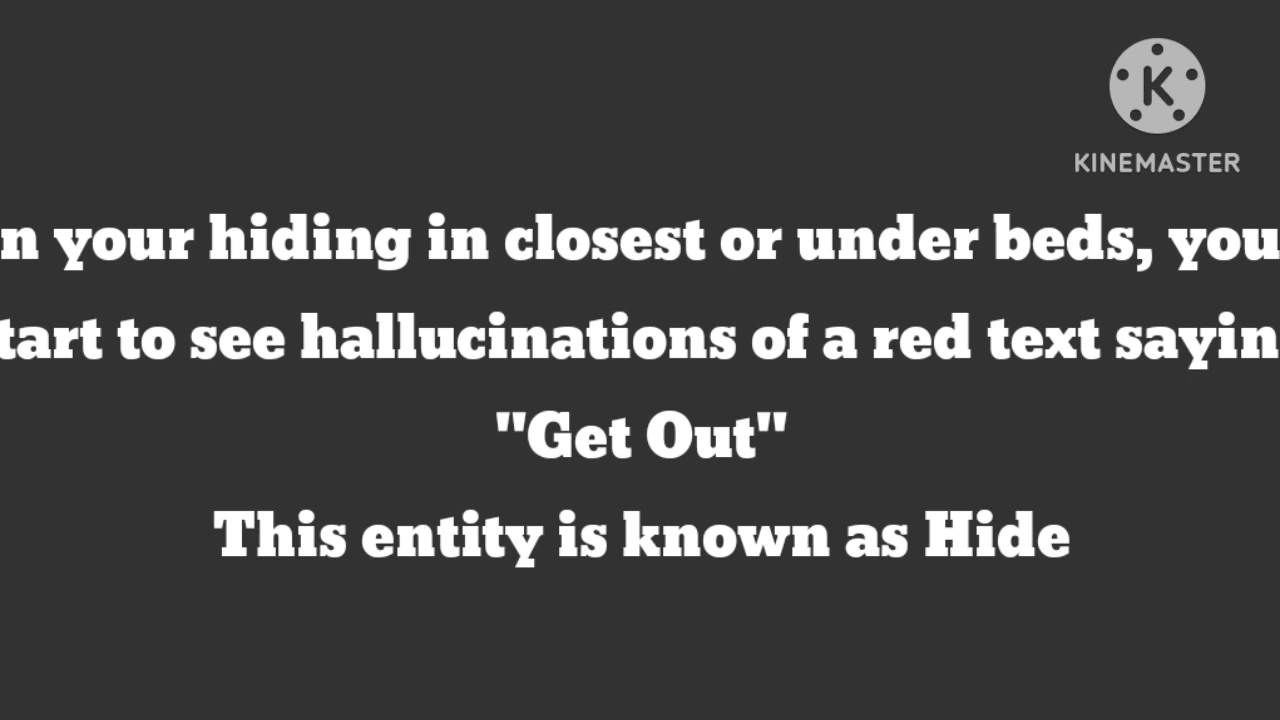 KINEMASTER
n your hiding in closest or under beds, you
tart to see hallucinations of a red text sayin
"Get Out"
This entity is known as Hide